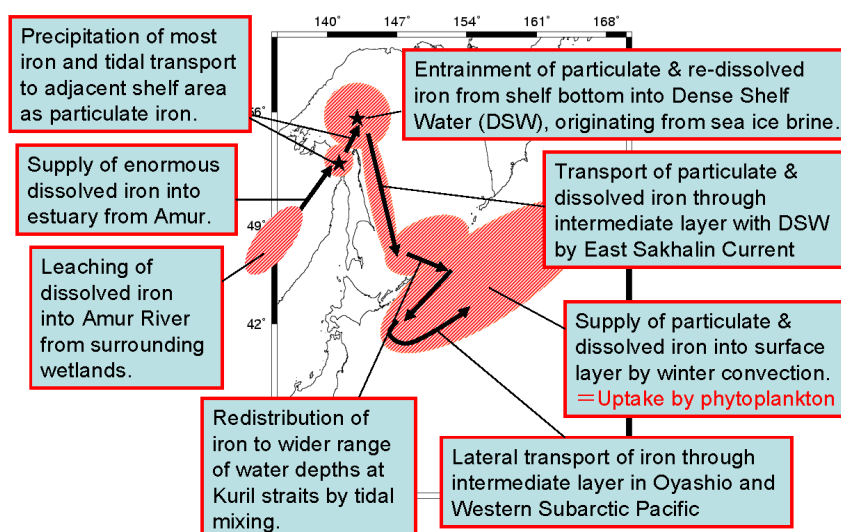 140° 147° 154° 161° 168°
56°
49°
42°
Precipitation of most
iron and tidal transport
to adjacent shelf area
as particulate iron.
Entrainment of particulate & re-dissolved
iron from shelf bottom into Dense Shelf
Water (DSW), originating from sea ice brine.
Supply of enormous
dissolved iron into
estuary from Amur.
Transport of particulate &
dissolved iron through
intermediate layer with DSW
by East Sakhalin Current
Leaching of
dissolved iron
into Amur River
from surrounding
wetlands.
Supply of particulate &
dissolved iron into surface
layer by winter convection.
＝Uptake by phytoplankton
Redistribution of
iron to wider range
of water depths at
Kuril straits by tidal
mixing.
Lateral transport of iron through
intermediate layer in Oyashio and
Western Subarctic Pacific